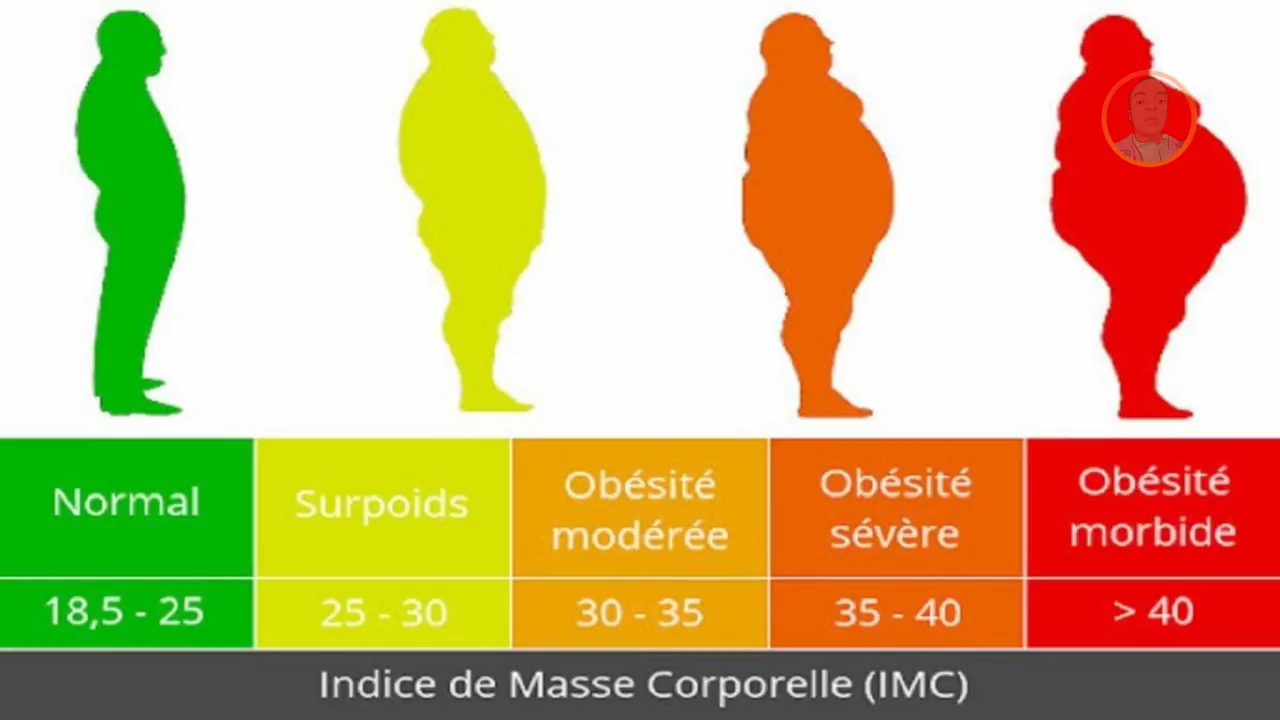 Normal
Surpoids
Obésité
modérée
Obésité
sévère
Obésité
morbide
18,5 - 25
25 - 30
30 - 35
35 - 40
> 40
Indice de Masse Corporelle (IMC)